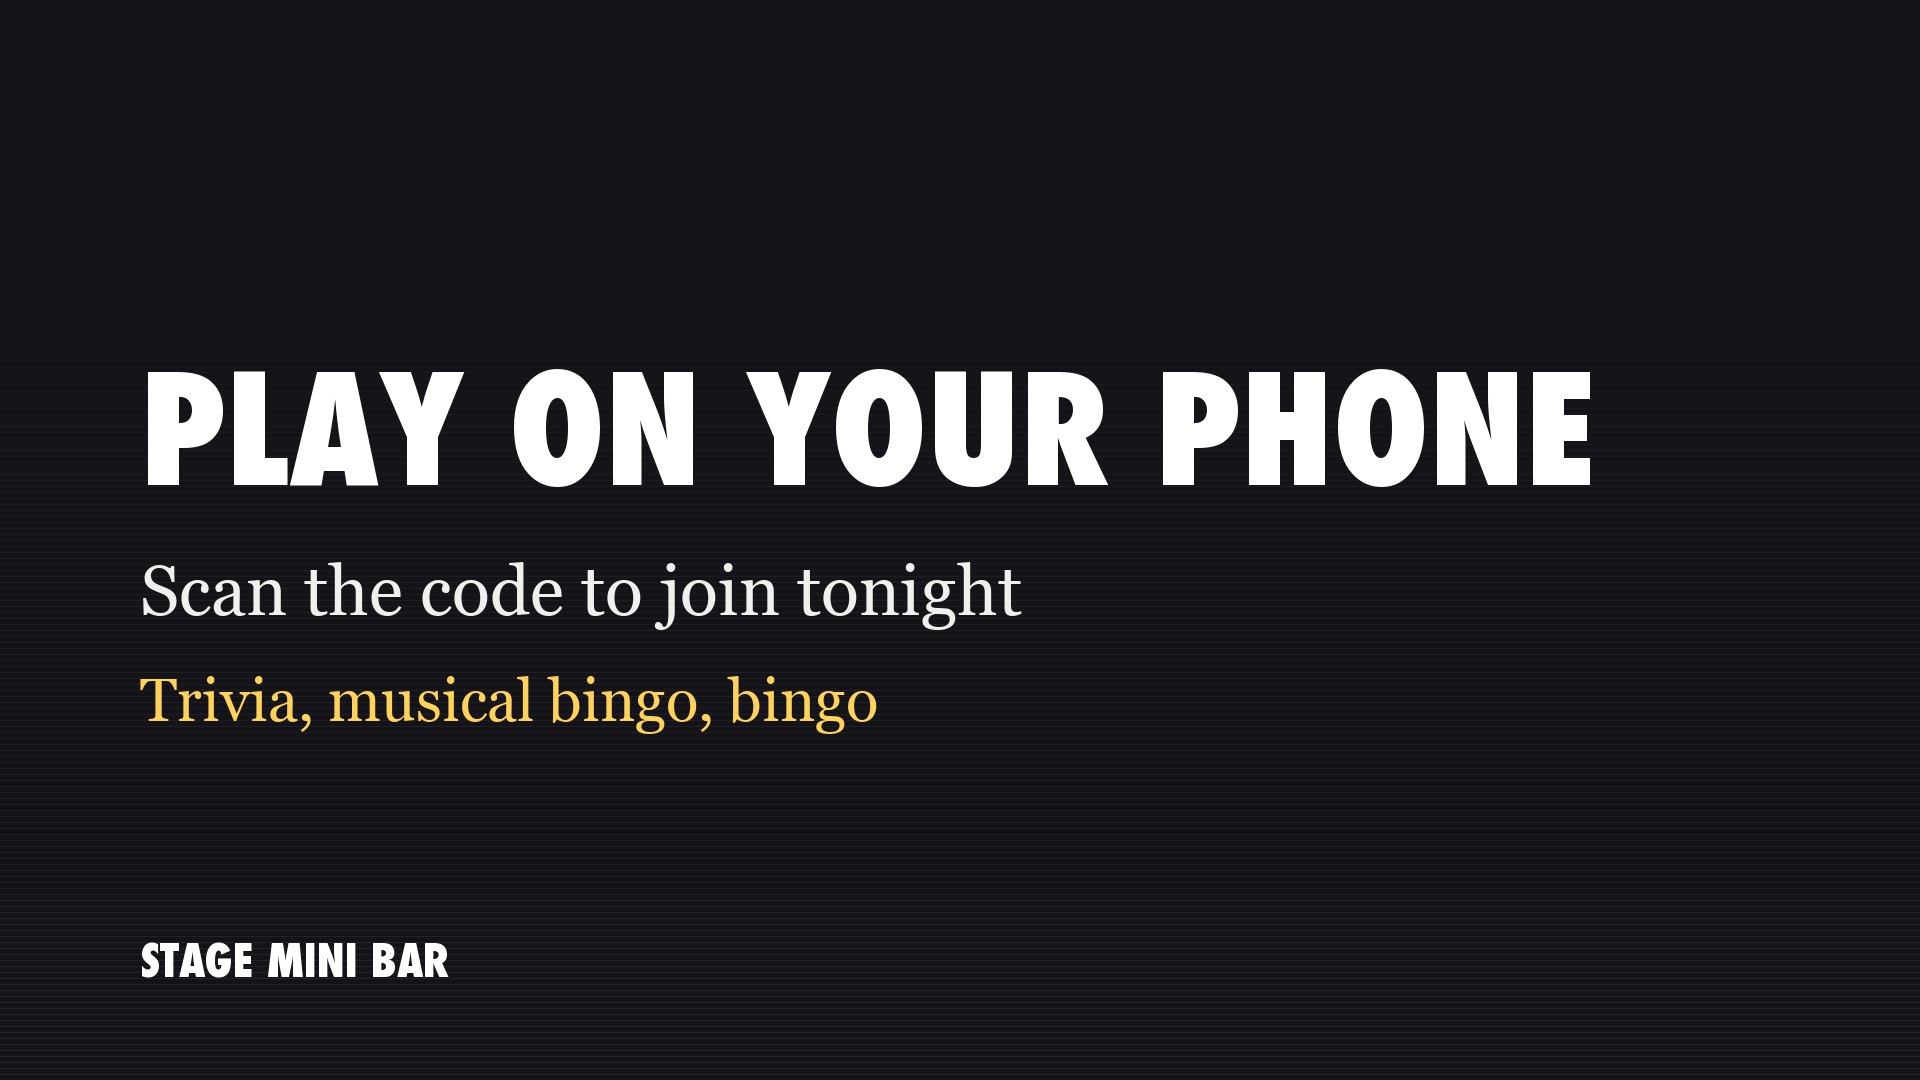 PLAY ON YOUR PHONE
Scan the code to join tonight
Trivia, musical bingo, bingo
STAGE MINI BAR